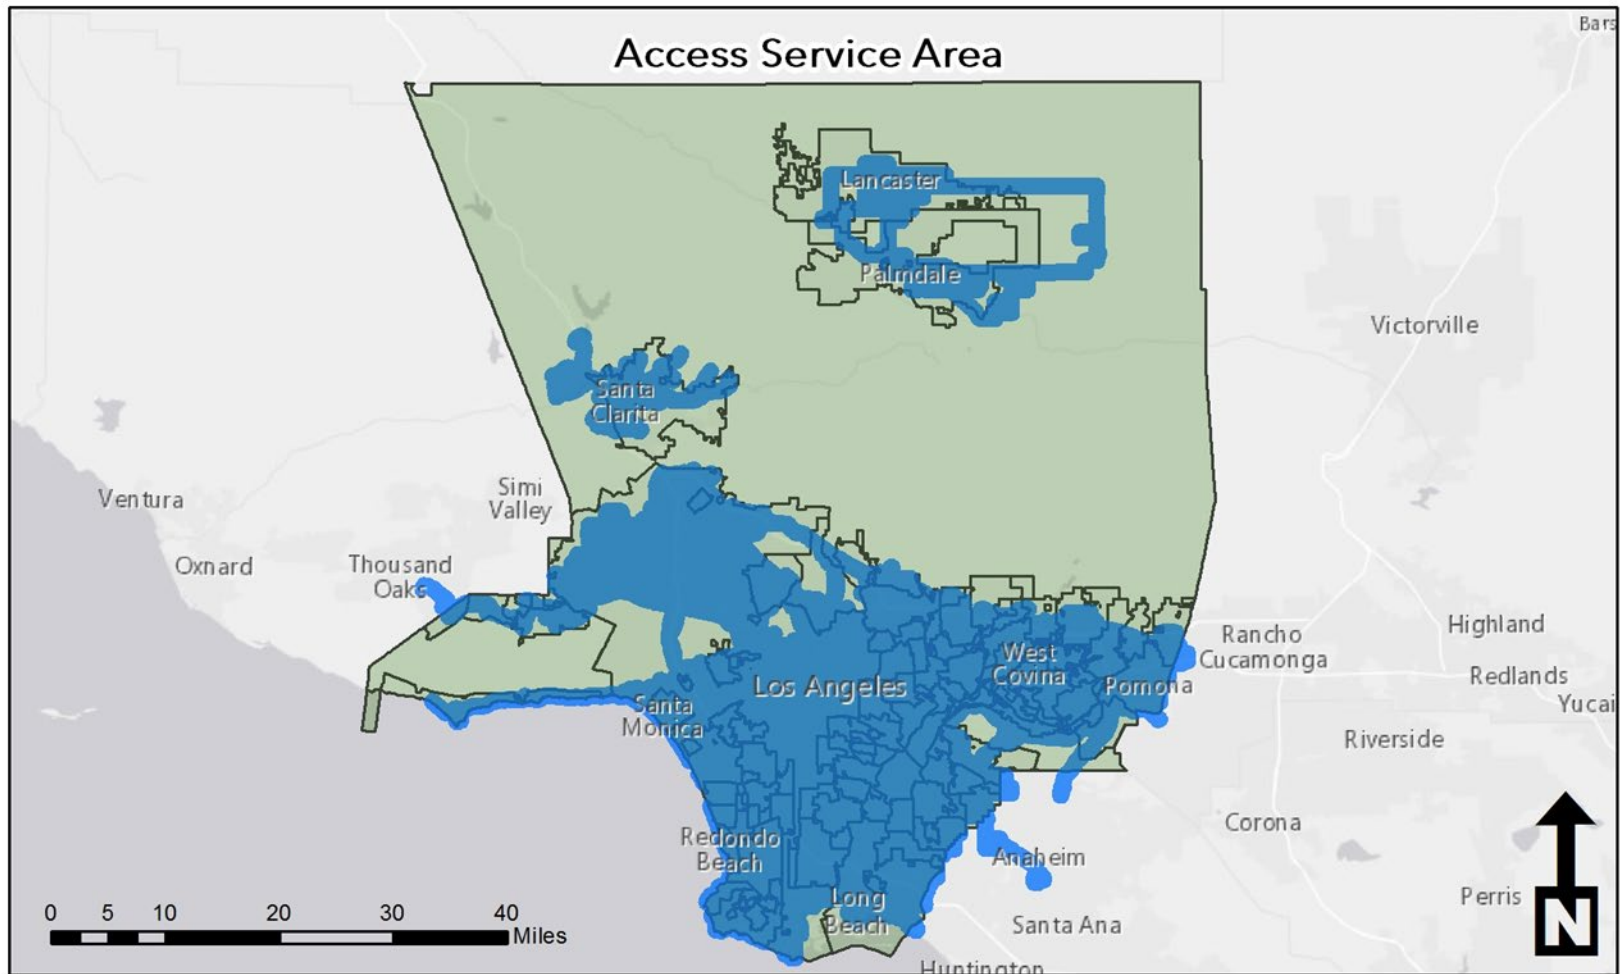 Access Service Area
Bars
Lancaster
Palmdale
Victorville
Santa
Clarita
Simi
Valley
Ventura
Oxnard
Thousand
Oaks
Highland
Rancho
Cucamonga
West
Covina
Redlands
Pomona
Los Angeles
Yucai
Santa
Monica
Riverside
Corona
Redondo
Beach
Anaheim
Perris
Long
Beach
Santa Ana
0 5 10 20 30 40
Miles
N
Huntington